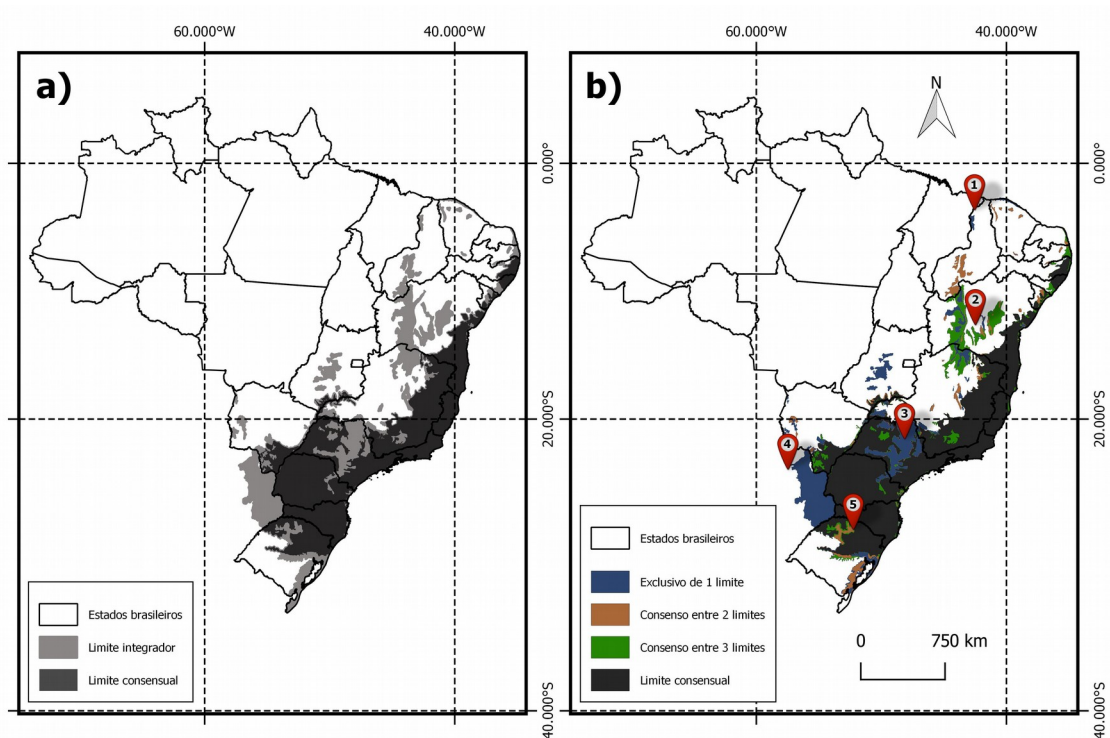 60.000°W 40.000°W
a)
Estados brasileiros
Limite integrador
Limite consensual
60.000°W 40.000°W
b)
N
0.000°
20.000°S
40.000°S
1
2
3
4
5
Estados brasileiros
Exclusivo de 1 limite
Consenso entre 2 limites
Consenso entre 3 limites
Limite consensual
0 750 km
0.000°
20.000°S
40.000°S